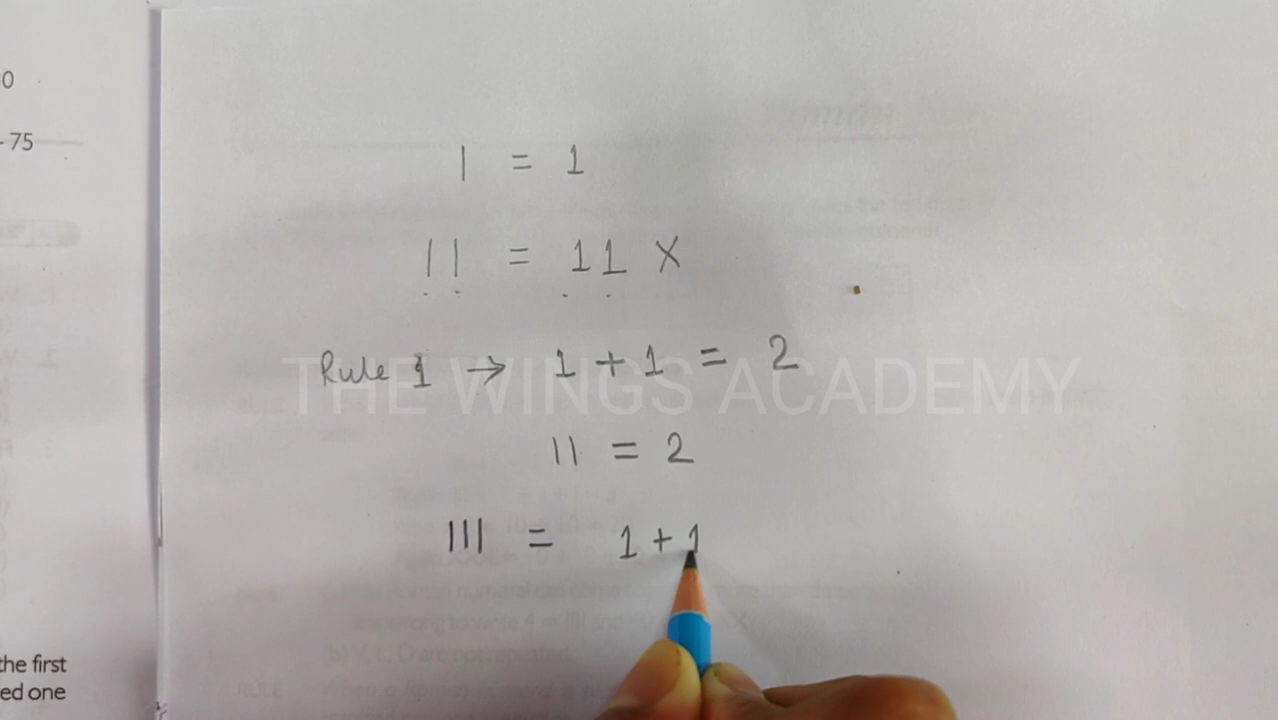 0
- 75
I = 1
II = 11 X
Rule 1 → 1 + 1 = 2
THE WINGS ACADEMY
II = 2
III = 1 + 1
the first
ed one